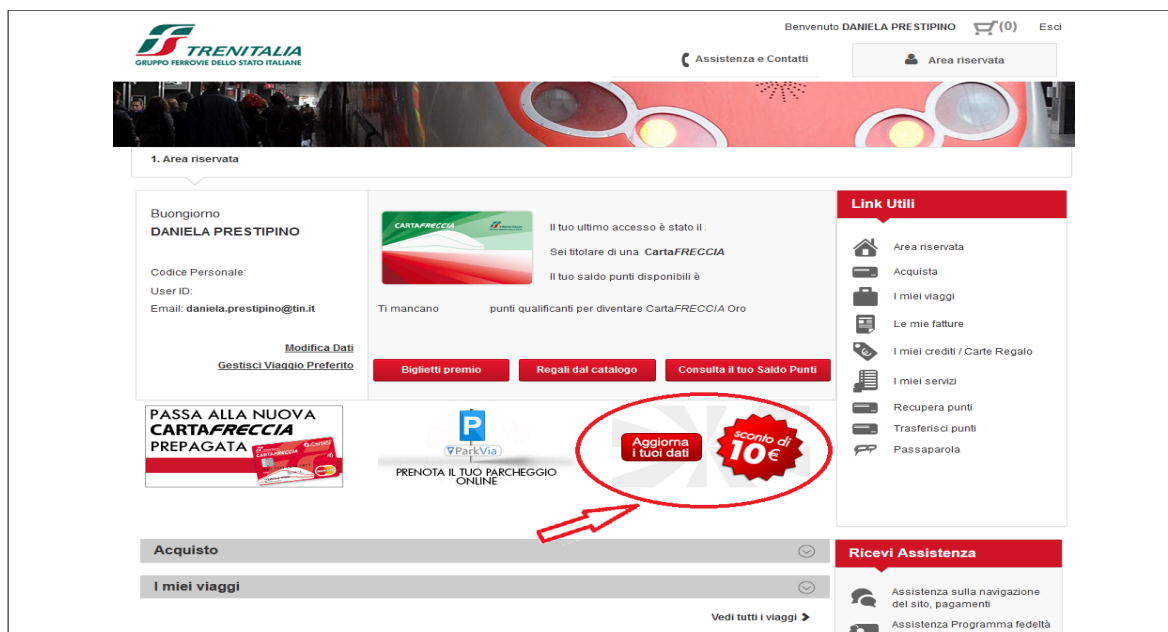 Benvenuto DANIELA PRESTIPINO (0) Esci
TRENITALIA
GRUPPO FERROVIE DELLO STATO ITALIANE
Assistenza e Contatti
Area riservata
1. Area riservata
Buongiorno
DANIELA PRESTIPINO
Codice Personale:
User ID:
Email: daniela.prestipino@tin.it
Modifica Dati
Gestisci Viaggio Preferito
CARTAFRECCIA
Il tuo ultimo accesso è stato il :
Sei titolare di una CartaFRECCIA
Il tuo saldo punti disponibili è
Ti mancano punti qualificanti per diventare CartaFRECCIA Oro
Biglietti premio
Regali dal catalogo
Consulta il tuo Saldo Punti
Link Utili
Area riservata
Acquista
I miei viaggi
Le mie fatture
I miei crediti / Carte Regalo
I miei servizi
Recupera punti
Trasferisci punti
Passaparola
PASSA ALLA NUOVA
CARTAFRECCIA
PREPAGATA
P
ParkVia
PRENOTA IL TUO PARCHEGGIO
ONLINE
Aggiorna
i tuoi dati
sconto di
10€
Acquisto
I miei viaggi
Vedi tutti i viaggi
Ricevi Assistenza
Assistenza sulla navigazione
del sito, pagamenti
Assistenza Programma fedeltà